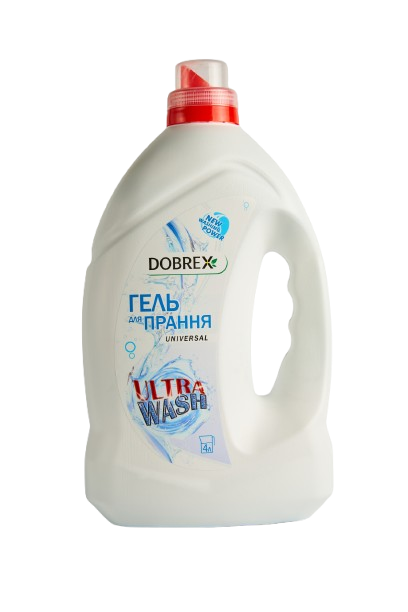 NEW
WASHING
POWER
DOBREX
ГЕЛЬ
для ПРАННЯ
UNIVERSAL
ULTRA
WASH
4л